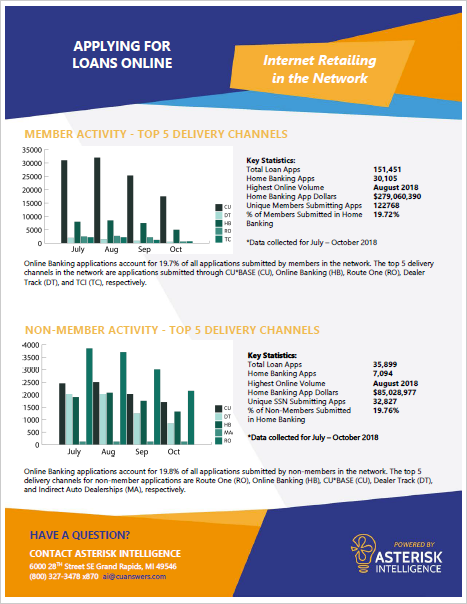 APPLYING FOR
LOANS ONLINE
Internet Retailing
in the Network
MEMBER ACTIVITY - TOP 5 DELIVERY CHANNELS
35000
30000
25000
20000
15000
10000
5000
0
July Aug Sep Oct
CU
DT
HB
RO
TC
Key Statistics:
Total Loan Apps 151,451
Home Banking Apps 30,105
Highest Online Volume August 2018
Home Banking App Dollars $279,060,390
Unique Members Submitting Apps 122768
% of Members Submitted in Home 19.72%
Banking
*Data collected for July – October 2018
Online Banking applications account for 19.7% of all applications submitted by members in the network. The top 5 delivery
channels in the network are applications submitted through CU*BASE (CU), Online Banking (HB), Route One (RO), Dealer
Track (DT), and TCI (TC), respectively.
NON-MEMBER ACTIVITY - TOP 5 DELIVERY CHANNELS
4000
3500
3000
2500
2000
1500
1000
500
0
July Aug Sep Oct
CU
DT
HB
MA
RO
Key Statistics:
Total Loan Apps 35,899
Home Banking Apps 7,094
Highest Online Volume August 2018
Home Banking App Dollars $85,028,977
Unique SSN Submitting Apps 32,827
% of Non-Members Submitted 19.76%
in Home Banking
*Data collected for July – October 2018
Online Banking applications account for 19.8% of all applications submitted by non-members in the network. The top 5
delivery channels for non-member applications are Route One (RO), Online Banking (HB), CU*BASE (CU), Dealer Track (DT),
and Indirect Auto Dealerships (MA), respectively.
HAVE A QUESTION?
CONTACT ASTERISK INTELLIGENCE
6000 28TH Street SE Grand Rapids, MI 49546
(800) 327-3478 x870 ai@cuanswers.com
POWERED BY
ASTERISK
INTELLIGENCE